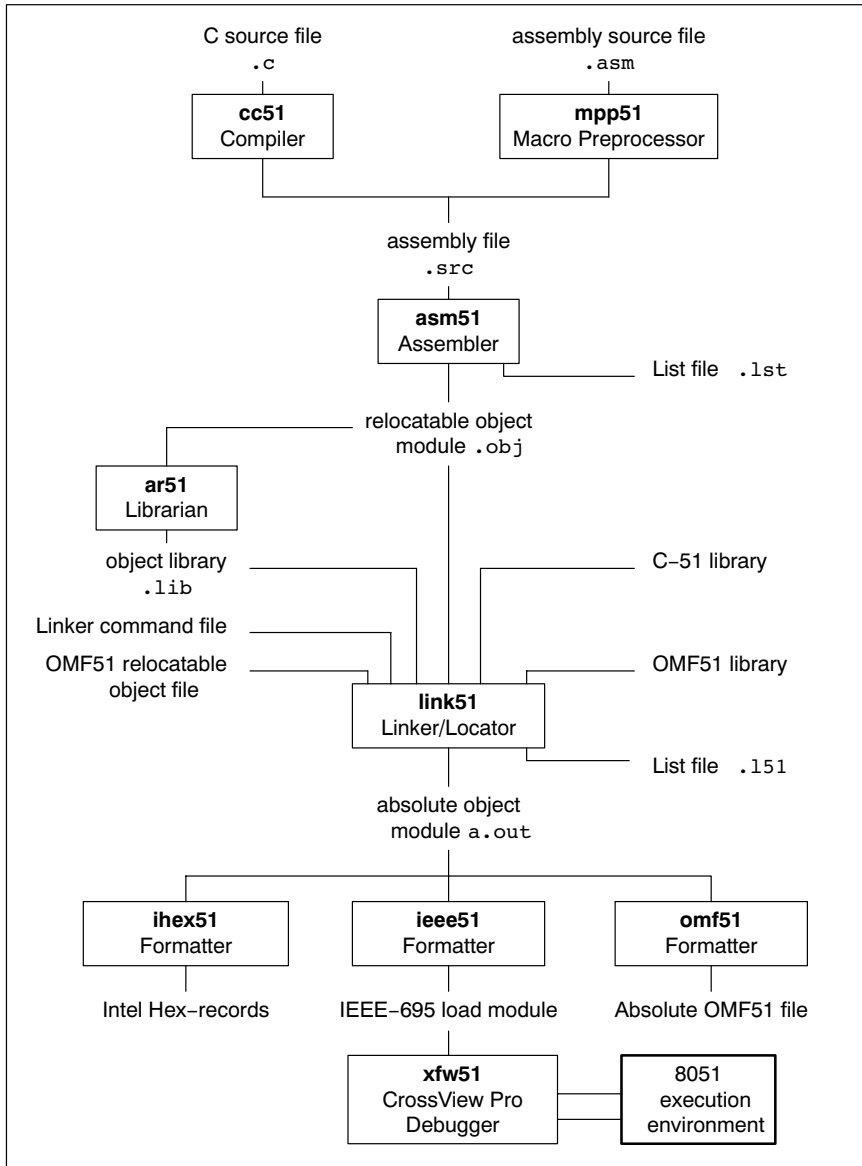 C source file
.c
assembly source file
.asm
cc51
Compiler
mpp51
Macro Preprocessor
assembly file
.src
asm51
Assembler
List file .lst
relocatable object
module .obj
ar51
Librarian
object library
.lib
C−51 library
Linker command file
OMF51 relocatable
object file
OMF51 library
link51
Linker/Locator
List file .l51
absolute object
module a.out
ihex51
Formatter
ieee51
Formatter
omf51
Formatter
Intel Hex−records
IEEE−695 load module
Absolute OMF51 file
xfw51
CrossView Pro
Debugger
8051
execution
environment